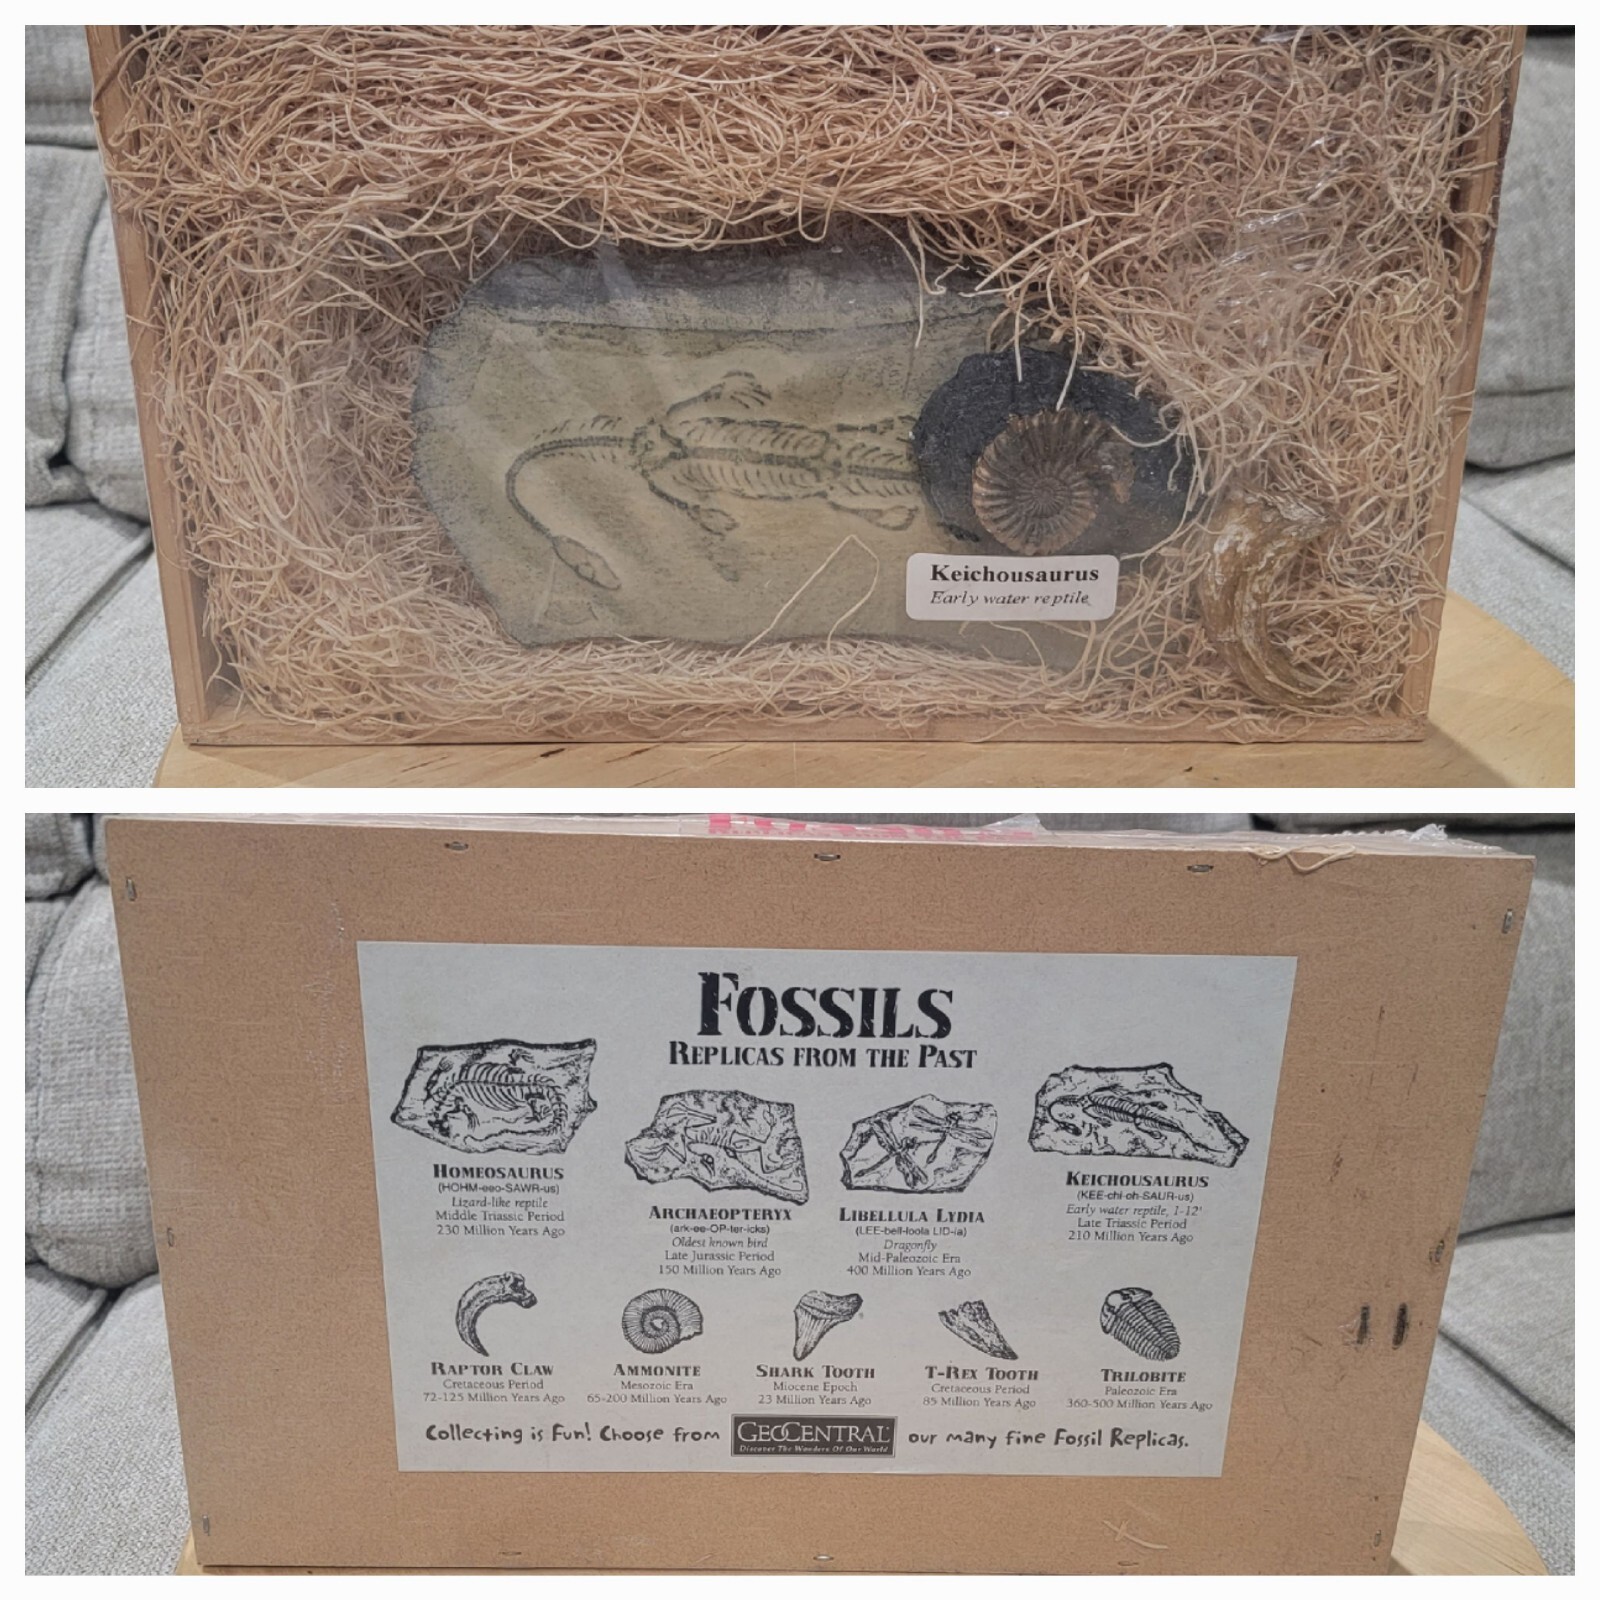 Keichousaurus
Early water reptile
FOSSILS
REPLICAS FROM THE PAST
HOMEOSAURUS
(HOHM-eeo-SAWR-us)
Lizard-like reptile
Middle Triassic Period
230 Million Years Ago
ARCHAEOPTERYX
(ark-ee-OP-ter-icks)
Oldest known bird
Late Jurassic Period
150 Million Years Ago
LIBELLULA LYDIA
(LEE-bell-loola LID-ia)
Dragonfly
Mid-Paleozoic Era
400 Million Years Ago
KEICHOUSAURUS
(KEE-chi-oh-SAUR-us)
Early water reptile, 1-12'
Late Triassic Period
210 Million Years Ago
RAPTOR CLAW
Cretaceous Period
72-125 Million Years Ago
AMMONITE
Mesozoic Era
65-200 Million Years Ago
SHARK TOOTH
Miocene Epoch
23 Million Years Ago
T-REX TOOTH
Cretaceous Period
85 Million Years Ago
TRILOBITE
Paleozoic Era
360-500 Million Years Ago
Collecting is Fun! Choose from GEOCENTRAL® our many fine Fossil Replicas.
Discover The Wonders Of Our World